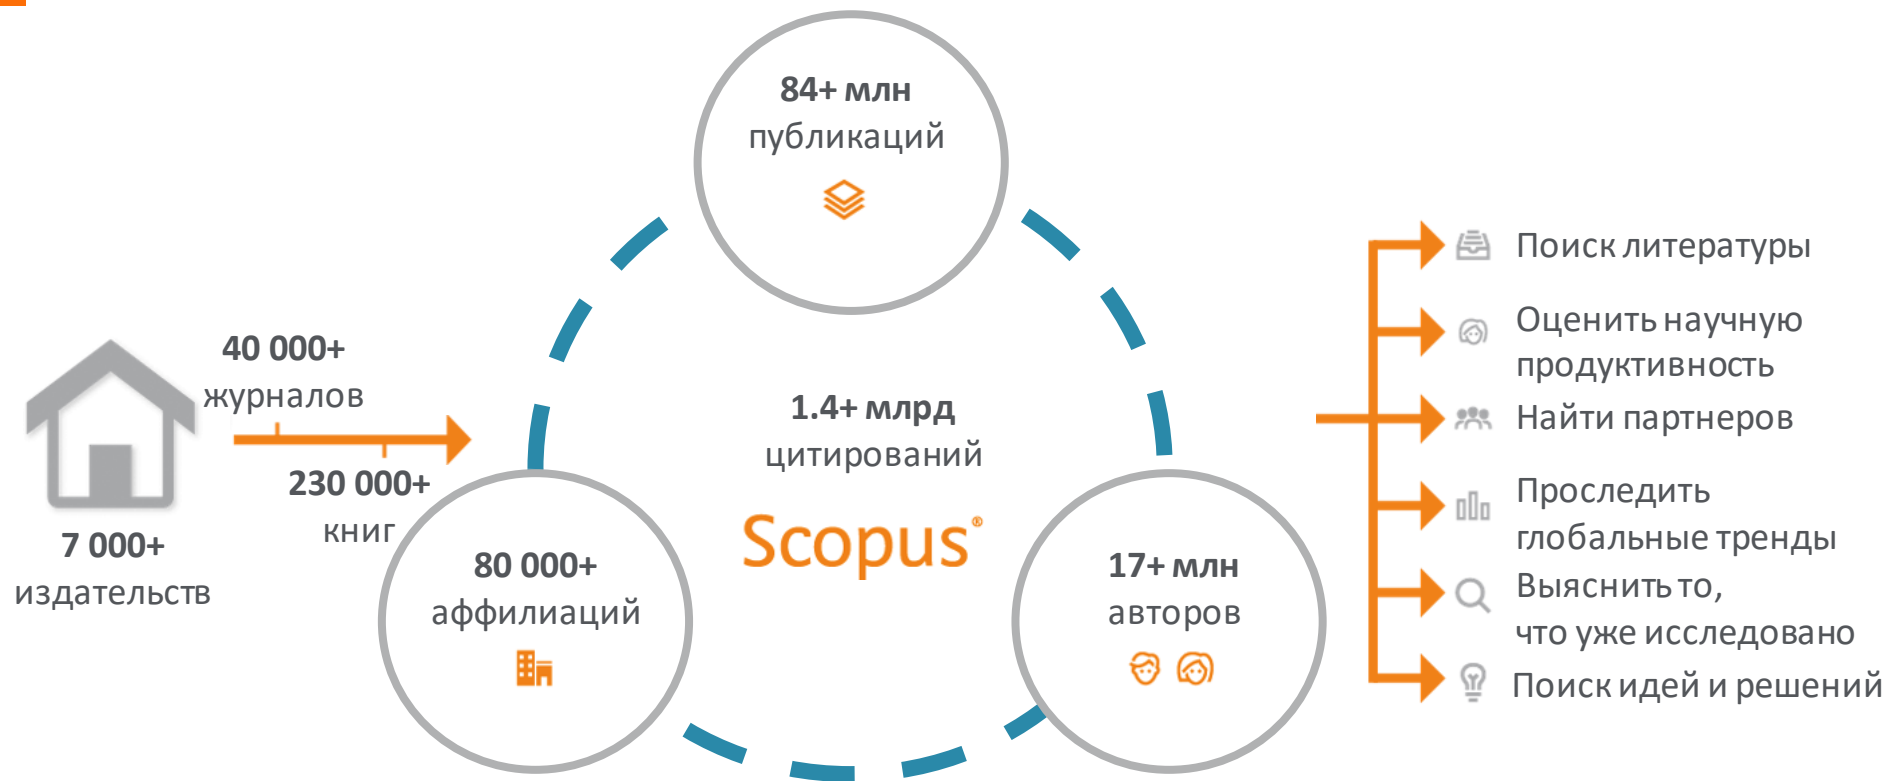 84+ млн
публикаций
40 000+
журналов
230 000+
книг
7 000+
издательств
1.4+ млрд
цитирований
Scopus®
80 000+
аффилиаций
17+ млн
авторов
Поиск литературы
Оценить научную
продуктивность
Найти партнеров
Проследить
глобальные тренды
Выяснить то,
что уже исследовано
Поиск идей и решений